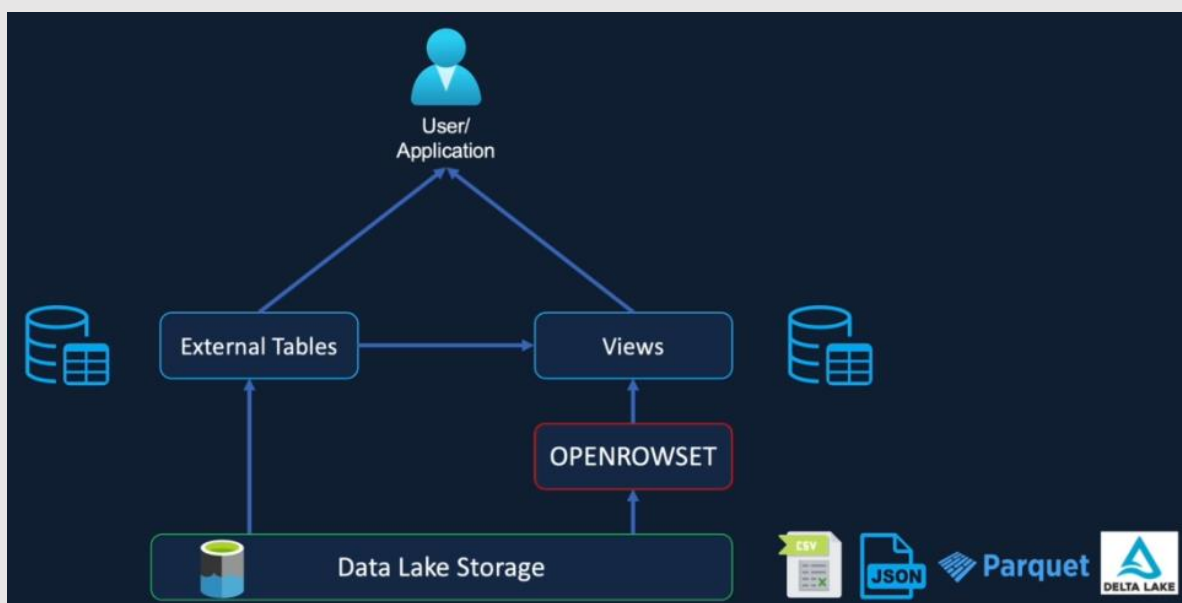 User/
Application
External Tables
Views
OPENROWSET
Data Lake Storage
CSV
JSON
Parquet
DELTA LAKE